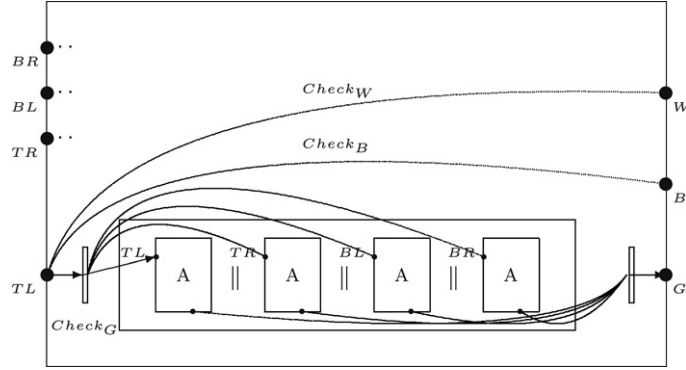 BR
BL
TR
TL
Check_W
Check_B
W
B
G
TL TR BL BR
A || A || A || A
Check_G